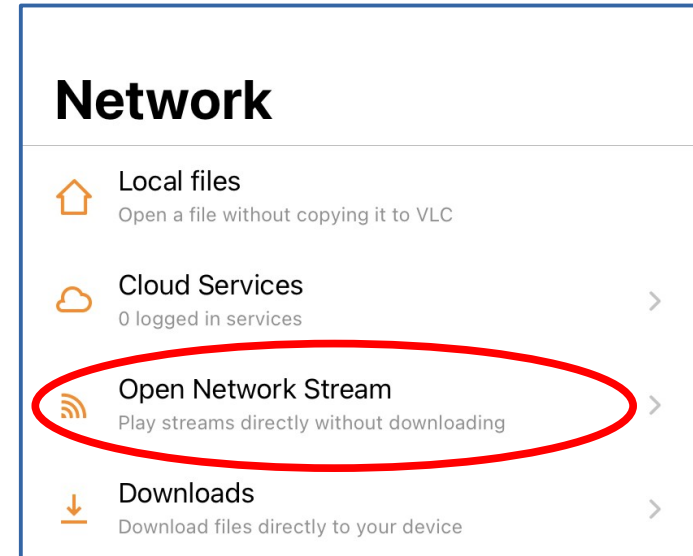 Network
Local files
Open a file without copying it to VLC
Cloud Services
0 logged in services
Open Network Stream
Play streams directly without downloading
Downloads
Download files directly to your device